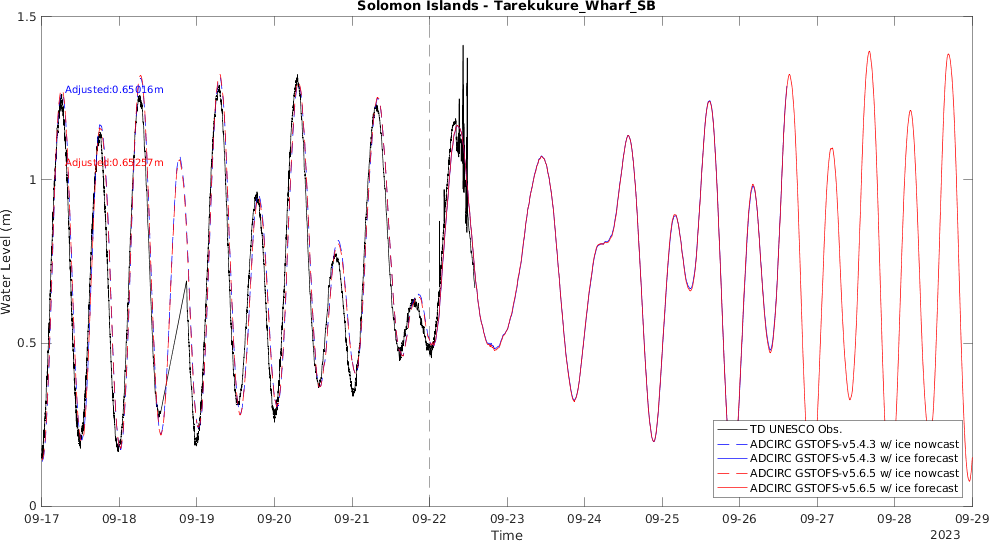 Solomon Islands - Tarekukure_Wharf_SB
1.5
Adjusted:0.65016m
Adjusted:0.65257m
1
Water Level (m)
0.5
TD UNESCO Obs.
ADCIRC GSTOFS-v5.4.3 w/ ice nowcast
ADCIRC GSTOFS-v5.4.3 w/ ice forecast
ADCIRC GSTOFS-v5.6.5 w/ ice nowcast
ADCIRC GSTOFS-v5.6.5 w/ ice forecast
0
09-17 09-18 09-19 09-20 09-21 09-22 09-23 09-24 09-25 09-26 09-27 09-28 09-29
Time 2023